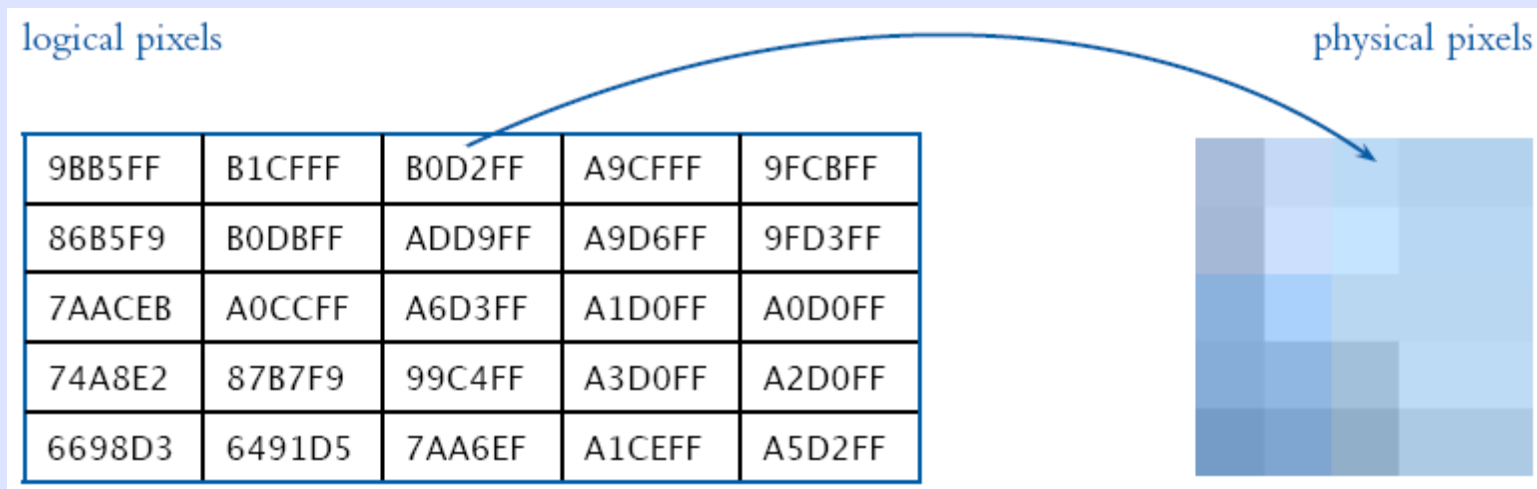 logical pixels physical pixels
9BB5FF B1CFFF B0D2FF A9CFFF 9FCBFF
86B5F9 B0DBFF ADD9FF A9D6FF 9FD3FF
7AACEB A0CCFF A6D3FF A1D0FF A0D0FF
74A8E2 87B7F9 99C4FF A3D0FF A2D0FF
6698D3 6491D5 7AA6EF A1CEFF A5D2FF